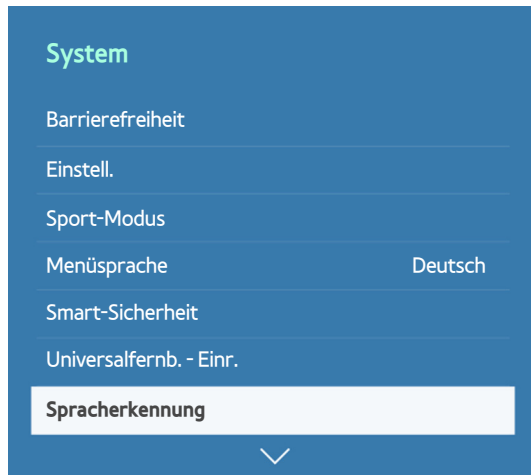 System
Barrierefreiheit
Einstell.
Sport-Modus
Menüsprache Deutsch
Smart-Sicherheit
Universalfernb. - Einr.
Spracherkennung